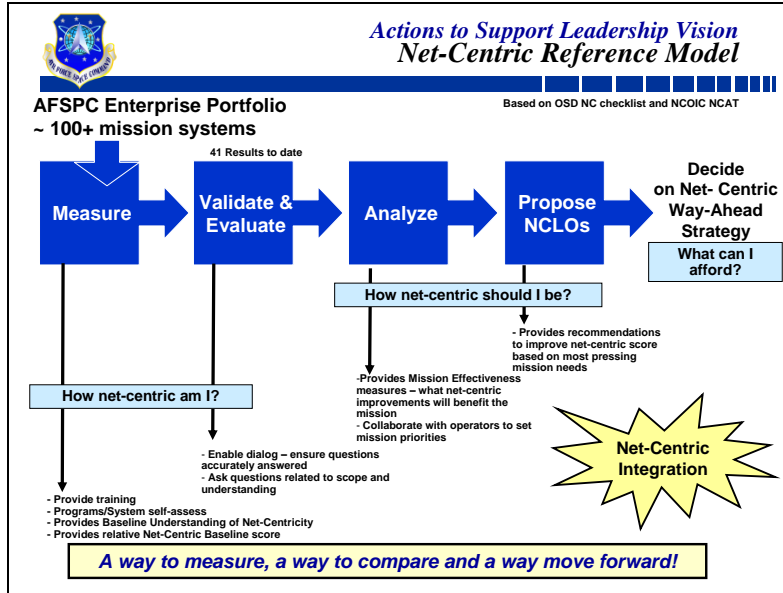 Actions to Support Leadership Vision
Net-Centric Reference Model
AIR FORCE SPACE COMMAND
AFSPC Enterprise Portfolio
~ 100+ mission systems
Based on OSD NC checklist and NCOIC NCAT
41 Results to date
Measure
Validate &
Evaluate
Analyze
Propose
NCLOs
Decide
on Net- Centric
Way-Ahead
Strategy
What can I
afford?
How net-centric should I be?
- Provides recommendations
to improve net-centric score
based on most pressing
mission needs
-Provides Mission Effectiveness
measures – what net-centric
improvements will benefit the
mission
- Collaborate with operators to set
mission priorities
How net-centric am I?
- Enable dialog – ensure questions
accurately answered
- Ask questions related to scope and
understanding
- Provide training
- Programs/System self-assess
- Provides Baseline Understanding of Net-Centricity
- Provides relative Net-Centric Baseline score
Net-Centric
Integration
A way to measure, a way to compare and a way move forward!